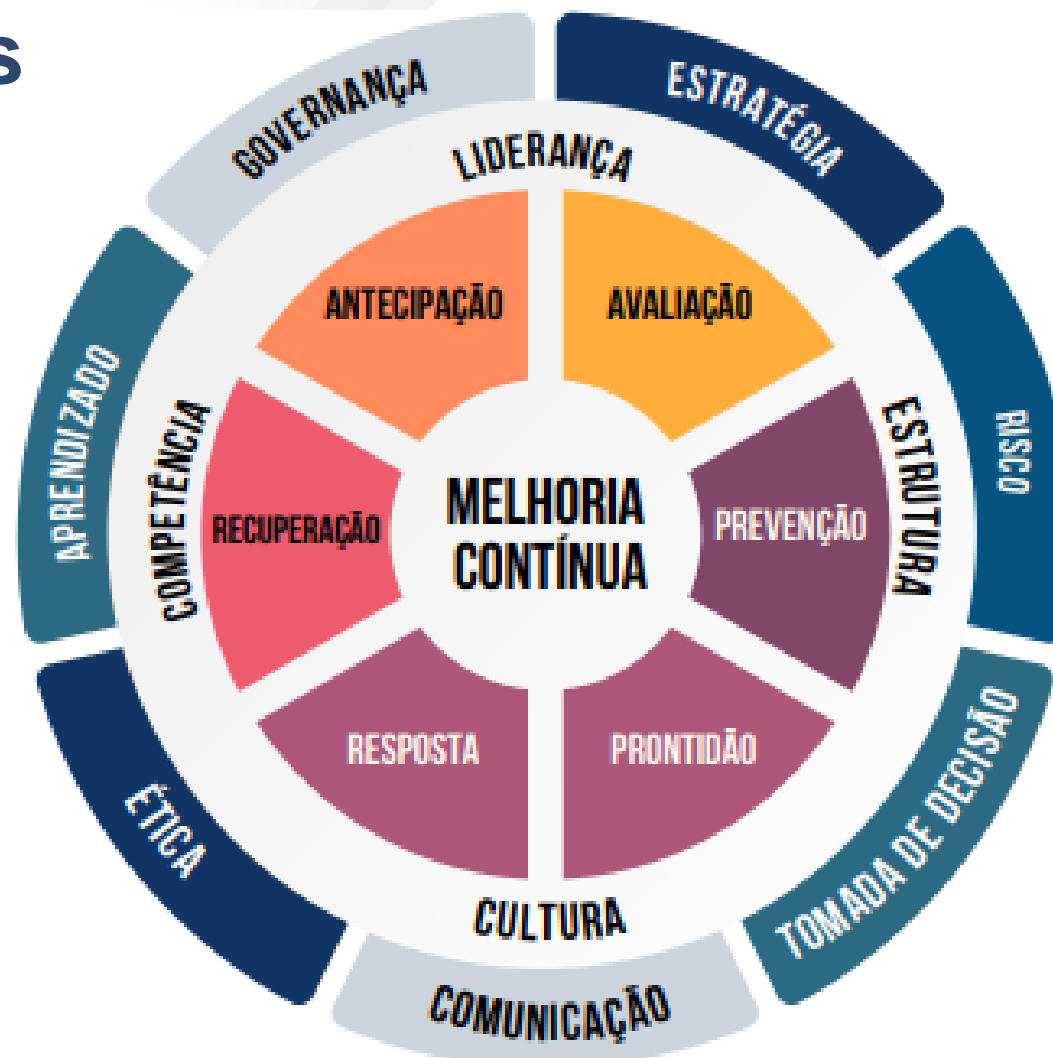 s
GOVERNANÇA
ESTRATÉGIA
LIDERANÇA
ANTECIPAÇÃO
AVALIAÇÃO
APRENDIZADO
COMPETÊNCIA
RECUPERAÇÃO
MELHORIA
CONTÍNUA
PREVENÇÃO
ESTRUTURA
RISCO
RESPOSTA
PRONTIDÃO
ÉTICA
TOMADA DE DECISÃO
CULTURA
COMUNICAÇÃO